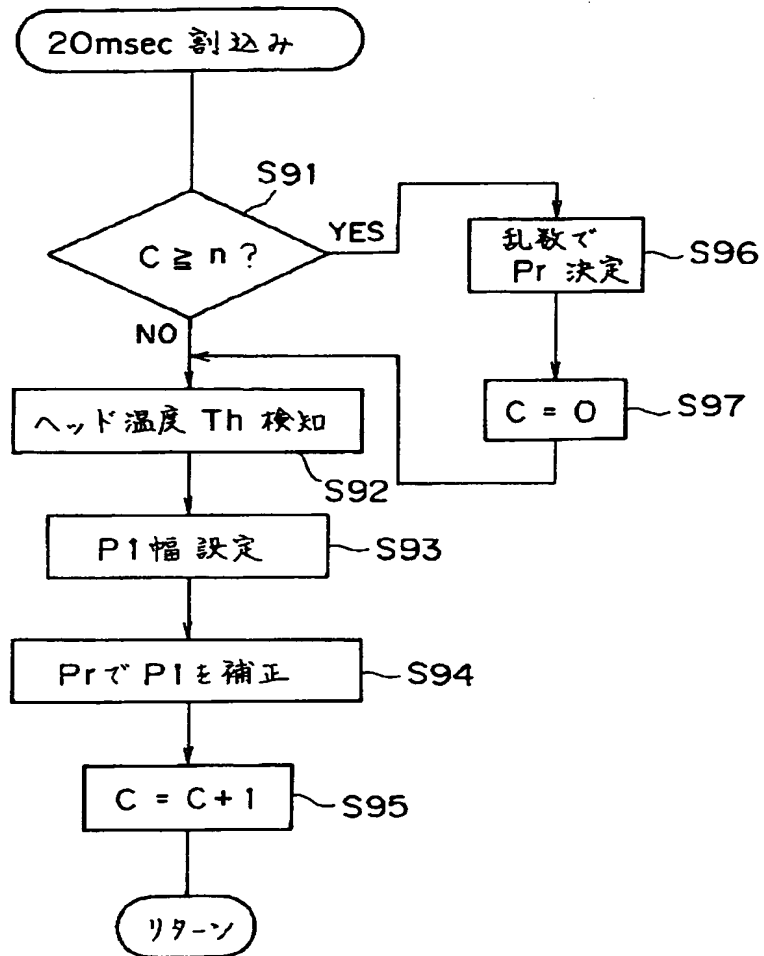 20msec 割込み
S91
C ≧ n ?
YES
乱数で
Pr 決定
S96
NO
C = 0
S97
ヘッド温度 Th 検知
S92
P1幅設定
S93
PrでP1を補正
S94
C = C+1
S95
リターン